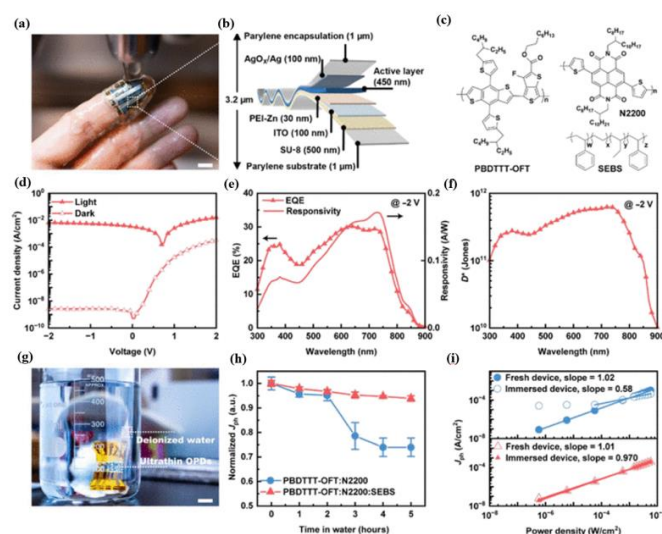 (a)
(b)
Parylene encapsulation (1 μm)
AgOₓ/Ag (100 nm)
Active layer
(450 nm)
3.2 μm
PEI-Zn (30 nm)
ITO (100 nm)
SU-8 (500 nm)
Parylene substrate (1 μm)
(c)
PBDTTT-OFT
N2200
SEBS
(d)
Current density (A/cm²)
Light
Dark
Voltage (V)
(e)
EQE
Responsivity
@ −2 V
EQE (%)
Responsivity (A/W)
Wavelength (nm)
(f)
@ −2 V
D* (Jones)
Wavelength (nm)
(g)
Deionized water
Ultrathin OPDs
(h)
Normalized Jph (a.u.)
PBDTTT-OFT:N2200
PBDTTT-OFT:N2200:SEBS
Time in water (hours)
(i)
Fresh device, slope = 1.02
Immersed device, slope = 0.58
Fresh device, slope = 1.01
Immersed device, slope = 0.970
Jph (A/cm²)
Power density (W/cm²)